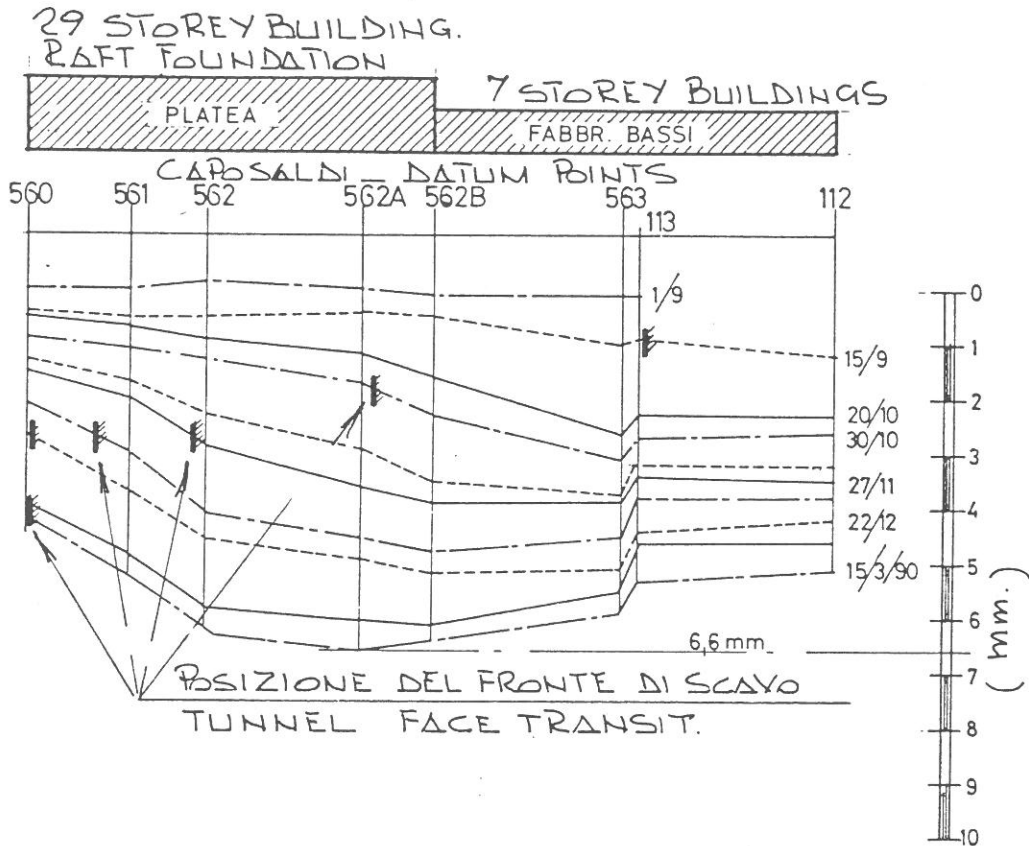 29 STOREY BUILDING.
RAFT FOUNDATION
7 STOREY BUILDINGS
PLATEA
FABBR. BASSI
CAPOSALDI _ DATUM POINTS
560 561 562 562A 562B 563 112
113
1/9
15/9
20/10
30/10
27/11
22/12
15/3/90
0
1
2
3
4
5
6
7
8
9
10
(mm.)
6,6 mm
POSIZIONE DEL FRONTE DI SCAVO
TUNNEL FACE TRANSIT.